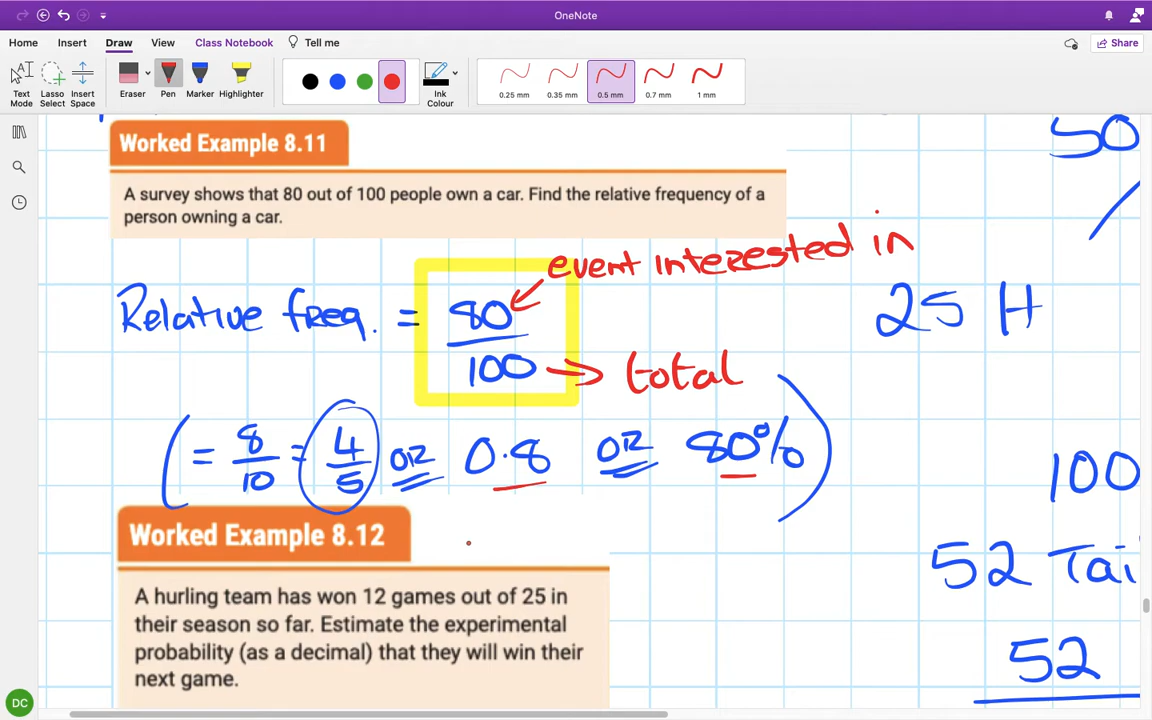 OneNote
Home Insert Draw View Class Notebook Tell me
Share
Text Mode
Lasso Select
Insert Space
Eraser
Pen
Marker
Highlighter
Ink Colour
0.25 mm
0.35 mm
0.5 mm
0.7 mm
1 mm
Worked Example 8.11
A survey shows that 80 out of 100 people own a car. Find the relative frequency of a
person owning a car.
event interested in
Relative freq. = 80/100
total
(= 8/10 = 4/5 OR 0.8 OR 80%)
50
25 H
100
52 Tai
52
Worked Example 8.12
A hurling team has won 12 games out of 25 in
their season so far. Estimate the experimental
probability (as a decimal) that they will win their
next game.
DC